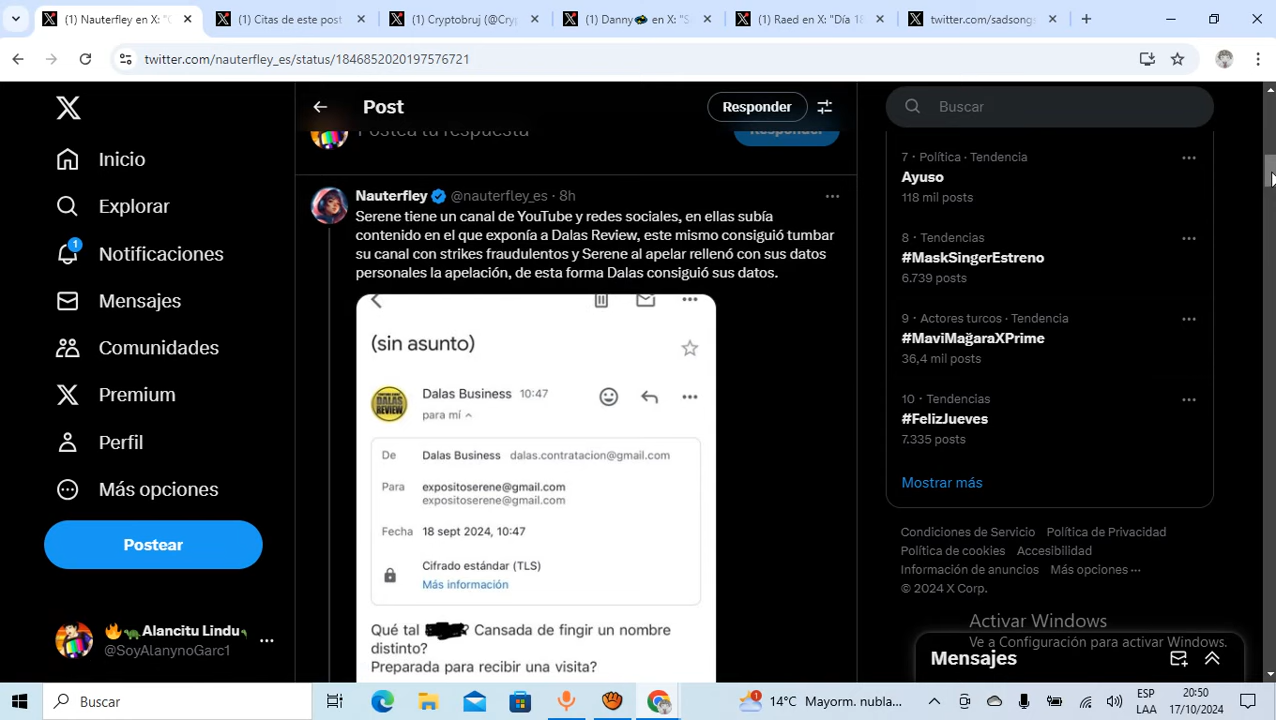 (1) Nauterfley en X: "
(1) Citas de este post
(1) Cryptobruj (@Cry
(1) Danny en X: "S
(1) Raed en X: "Día 18
twitter.com/sadsong
twitter.com/nauterfley_es/status/1846852020197576721
Inicio
Explorar
1
Notificaciones
Mensajes
Comunidades
Premium
Perfil
Más opciones
Postear
Alancitu Lindu
@SoyAlanynoGarc1
Post
Responder
Postea tu respuesta
Responder
Nauterfley @nauterfley_es · 8h
Serene tiene un canal de YouTube y redes sociales, en ellas subía
contenido en el que exponía a Dalas Review, este mismo consiguió tumbar
su canal con strikes fraudulentos y Serene al apelar rellenó con sus datos
personales la apelación, de esta forma Dalas consiguió sus datos.
(sin asunto)
DALAS
REVIEW
Dalas Business 10:47
para mí
De Dalas Business dalas.contratacion@gmail.com
Para expositoserene@gmail.com
expositoserene@gmail.com
Fecha 18 sept 2024, 10:47
Cifrado estándar (TLS)
Más información
Qué tal ? Cansada de fingir un nombre
distinto?
Preparada para recibir una visita?
Buscar
7 · Política · Tendencia
Ayuso
118 mil posts
8 · Tendencias
#MaskSingerEstreno
6.739 posts
9 · Actores turcos · Tendencia
#MaviMağaraXPrime
36,4 mil posts
10 · Tendencias
#FelizJueves
7.335 posts
Mostrar más
Condiciones de Servicio Política de Privacidad
Política de cookies Accesibilidad
Información de anuncios Más opciones ···
© 2024 X Corp.
Activar Windows
Ve a Configuración para activar Windows.
Mensajes
Buscar
1
14°C Mayorm. nubla...
ESP
LAA
20:50
17/10/2024